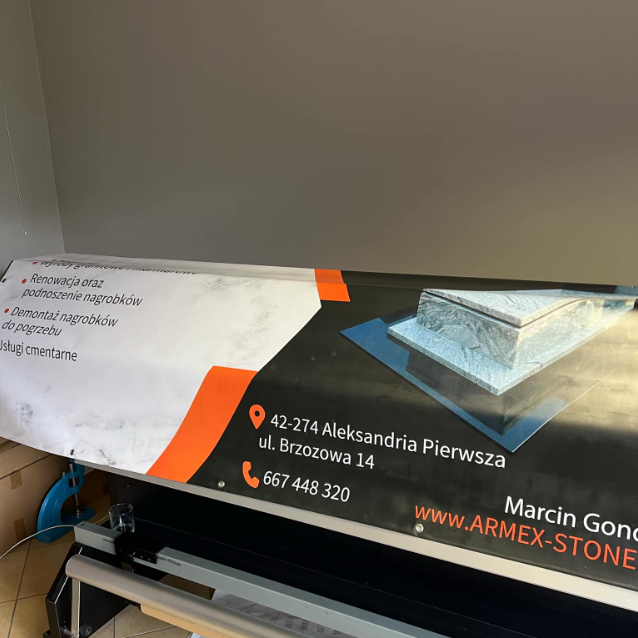 Renowacja oraz
podnoszenie nagrobków
Demontaż nagrobków
do pogrzebu
Usługi cmentarne
42-274 Aleksandria Pierwsza
ul. Brzozowa 14
667 448 320
Marcin
www.ARMEX-STONE